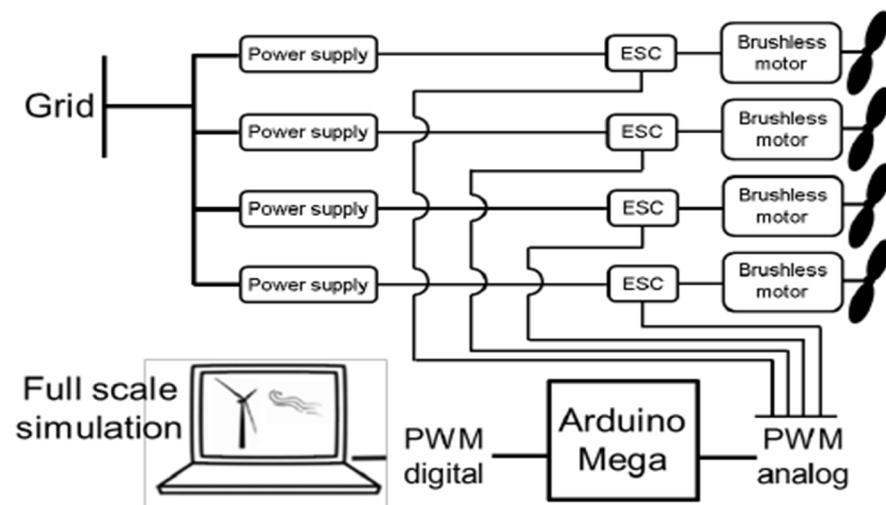 Power supply
ESC
Brushless
motor
Grid
Power supply
ESC
Brushless
motor
Power supply
ESC
Brushless
motor
Power supply
ESC
Brushless
motor
Full scale
simulation
PWM
digital
Arduino
Mega
PWM
analog